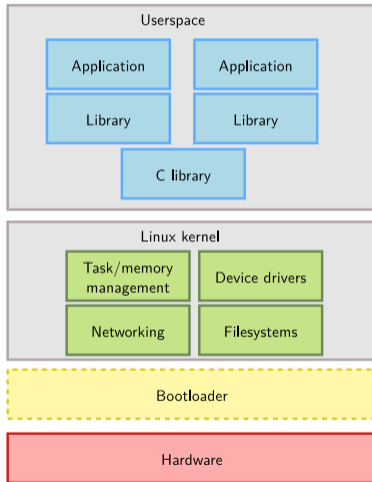 Userspace
Application
Application
Library
Library
C library
Linux kernel
Task/memory
management
Device drivers
Networking
Filesystems
Bootloader
Hardware